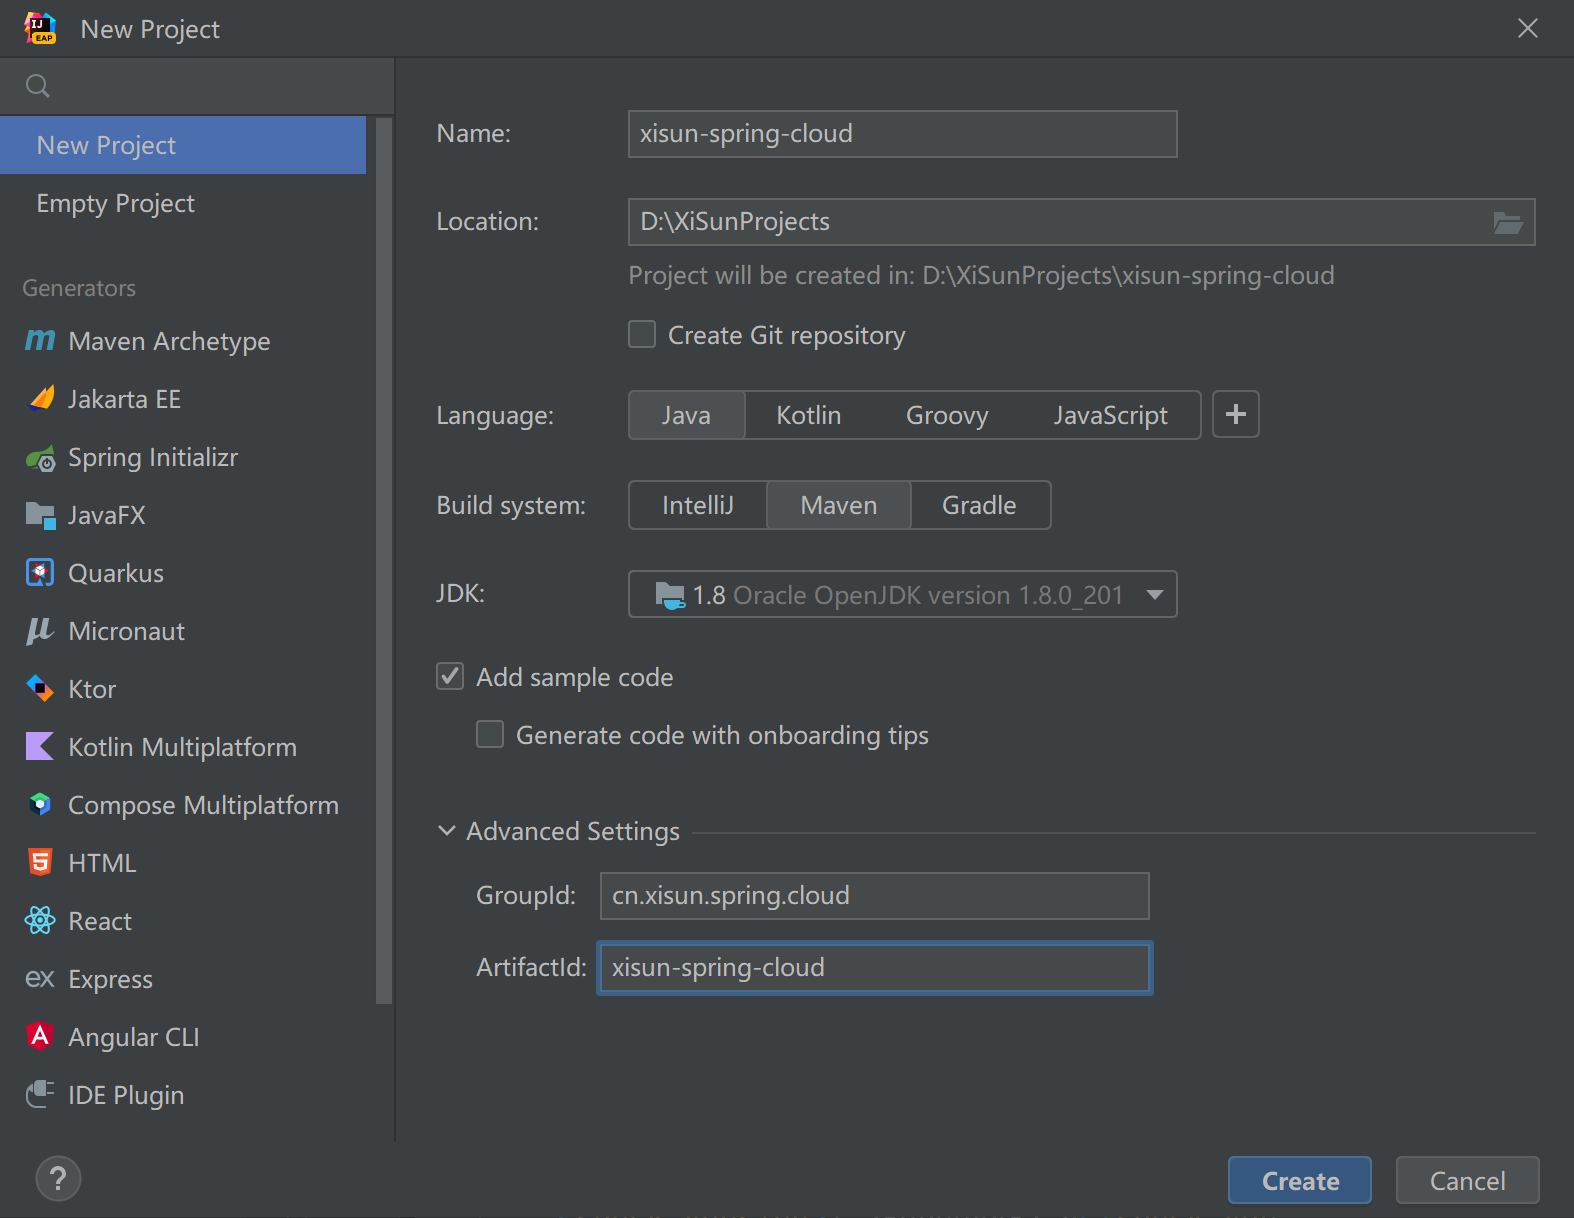 New Project
New Project
Empty Project
Generators
Maven Archetype
Jakarta EE
Spring Initializr
JavaFX
Quarkus
Micronaut
Ktor
Kotlin Multiplatform
Compose Multiplatform
HTML
React
Express
Angular CLI
IDE Plugin
Name: xisun-spring-cloud
Location: D:\XiSunProjects
Project will be created in: D:\XiSunProjects\xisun-spring-cloud
Create Git repository
Language: Java Kotlin Groovy JavaScript +
Build system: IntelliJ Maven Gradle
JDK: 1.8 Oracle OpenJDK version 1.8.0_201
Add sample code
Generate code with onboarding tips
Advanced Settings
GroupId: cn.xisun.spring.cloud
ArtifactId: xisun-spring-cloud
? Create Cancel